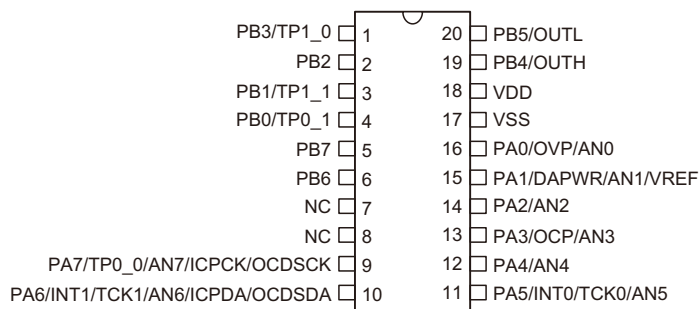 PB3/TP1_0 1 20 PB5/OUTL
PB2 2 19 PB4/OUTH
PB1/TP1_1 3 18 VDD
PB0/TP0_1 4 17 VSS
PB7 5 16 PA0/OVP/AN0
PB6 6 15 PA1/DAPWR/AN1/VREF
NC 7 14 PA2/AN2
NC 8 13 PA3/OCP/AN3
PA7/TP0_0/AN7/ICPCK/OCDSCK 9 12 PA4/AN4
PA6/INT1/TCK1/AN6/ICPDA/OCDSDA 10 11 PA5/INT0/TCK0/AN5